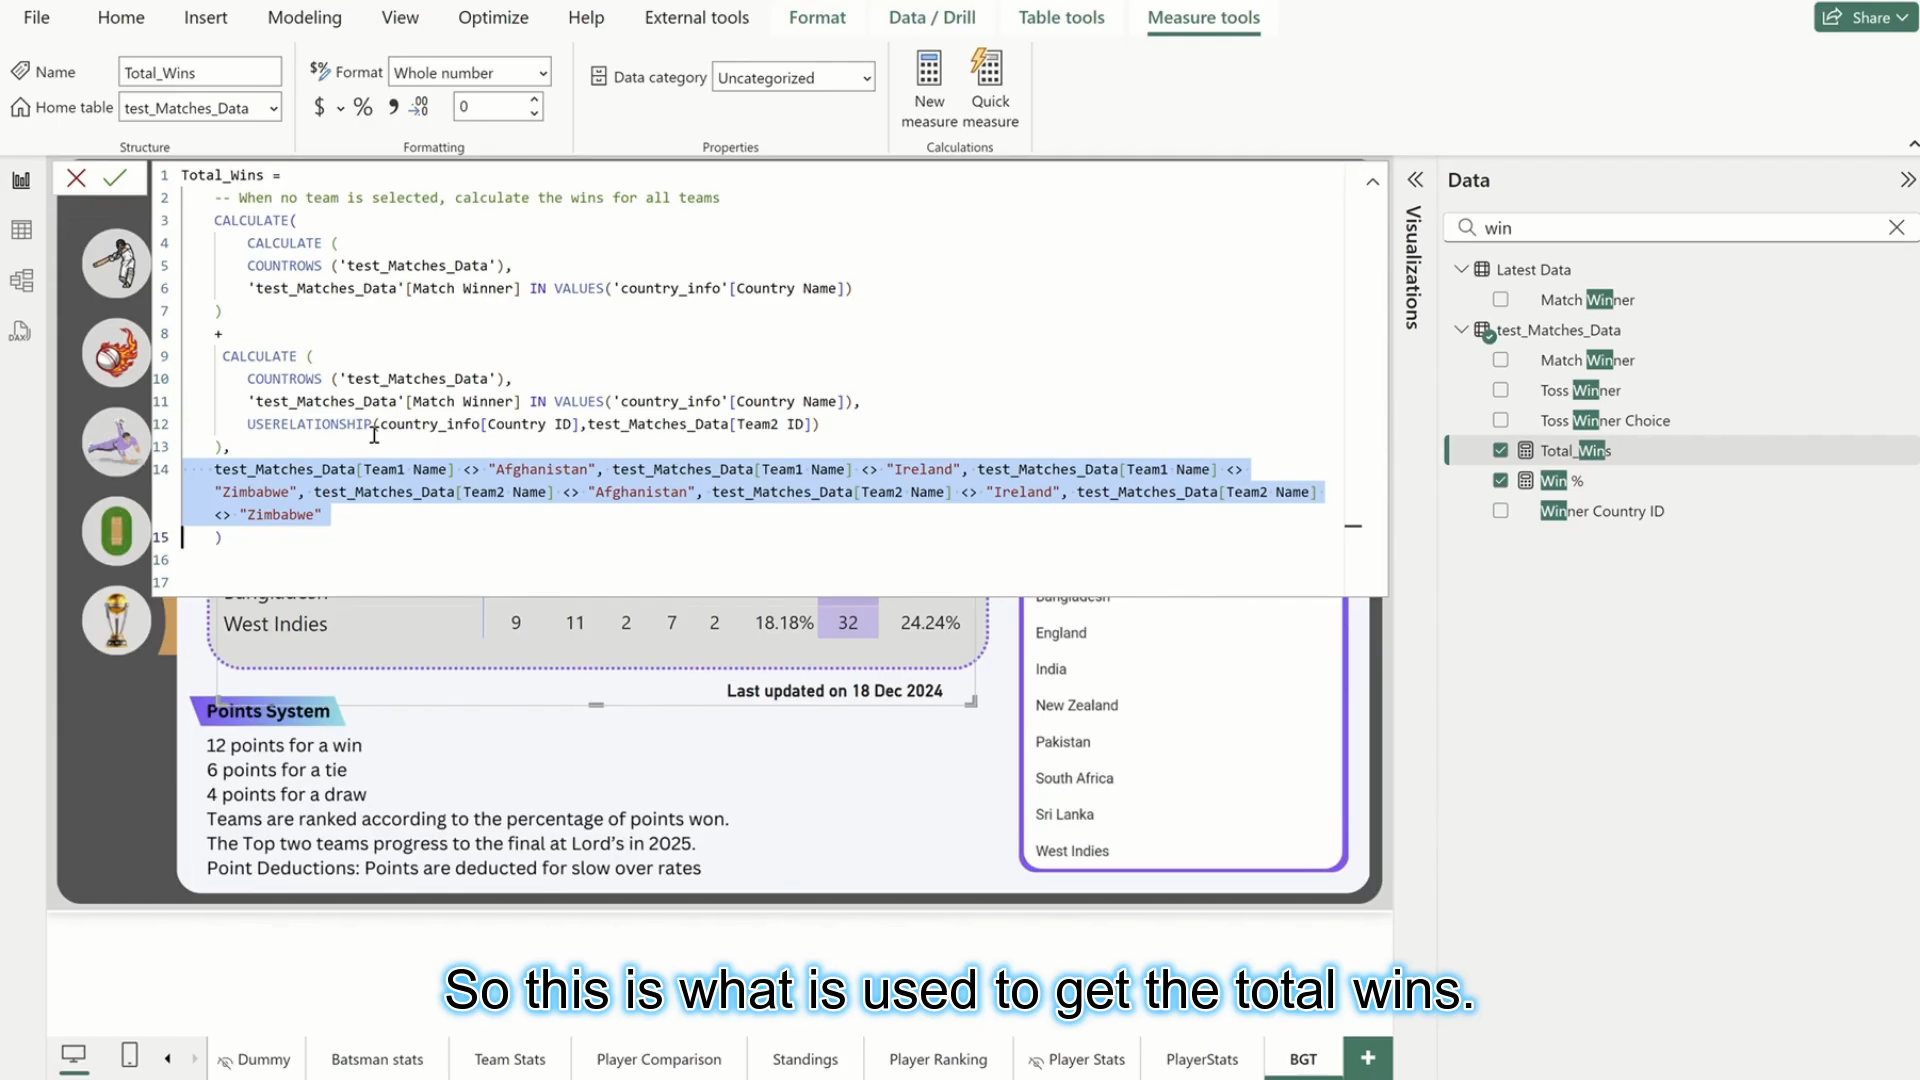 File Home Insert Modeling View Optimize Help External tools Format Data / Drill Table tools Measure tools Share
Name Total_Wins
Home table test_Matches_Data
Structure
$% Format Whole number
$ % 0
Formatting
Data category Uncategorized
Properties
New measure
Quick measure
Calculations
1 Total_Wins =
2 -- When no team is selected, calculate the wins for all teams
3 CALCULATE(
4 CALCULATE (
5 COUNTROWS ('test_Matches_Data'),
6 'test_Matches_Data'[Match Winner] IN VALUES('country_info'[Country Name])
7 )
8 +
9 CALCULATE (
10 COUNTROWS ('test_Matches_Data'),
11 'test_Matches_Data'[Match Winner] IN VALUES('country_info'[Country Name]),
12 USERELATIONSHIP(country_info[Country ID],test_Matches_Data[Team2 ID])
13 ),
14 test_Matches_Data[Team1 Name] <> "Afghanistan", test_Matches_Data[Team1 Name] <> "Ireland", test_Matches_Data[Team1 Name] <>
"Zimbabwe", test_Matches_Data[Team2 Name] <> "Afghanistan", test_Matches_Data[Team2 Name] <> "Ireland", test_Matches_Data[Team2 Name]
<> "Zimbabwe"
15 )
16
17
Bangladesh
West Indies 9 11 2 7 2 18.18% 32 24.24%
Last updated on 18 Dec 2024
Points System
12 points for a win
6 points for a tie
4 points for a draw
Teams are ranked according to the percentage of points won.
The Top two teams progress to the final at Lord's in 2025.
Point Deductions: Points are deducted for slow over rates
Bangladesh
England
India
New Zealand
Pakistan
South Africa
Sri Lanka
West Indies
Visualizations
Data
win
Latest Data
Match Winner
test_Matches_Data
Match Winner
Toss Winner
Toss Winner Choice
Total_Wins
Win %
Winner Country ID
DAX
So this is what is used to get the total wins.
Dummy Batsman stats Team Stats Player Comparison Standings Player Ranking Player Stats PlayerStats BGT +